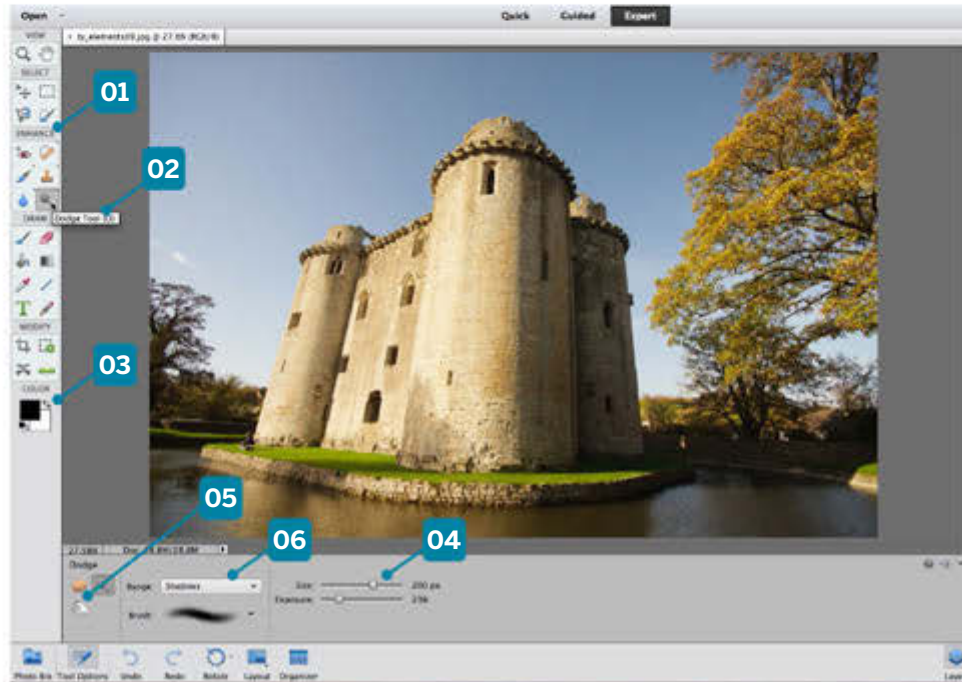 Open
Quick Guided Expert
VIEW
SELECT
ENHANCE
Dodge Tool (O)
DRAW
MODIFY
COLOR
01
02
03
04
05
06
Dodge
Range: Shadows
Brush:
Size: 200 px
Exposure:
Photo Bin Tool Options Undo Redo Rotate Layout Organizer